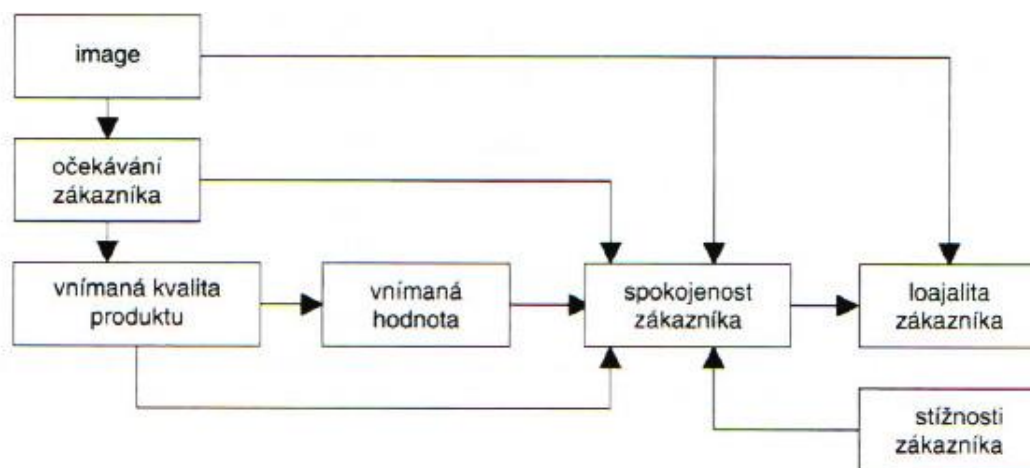 image
očekávání
zákazníka
vnímaná kvalita
produktu
vnímaná
hodnota
spokojenost
zákazníka
loajalita
zákazníka
stížnosti
zákazníka